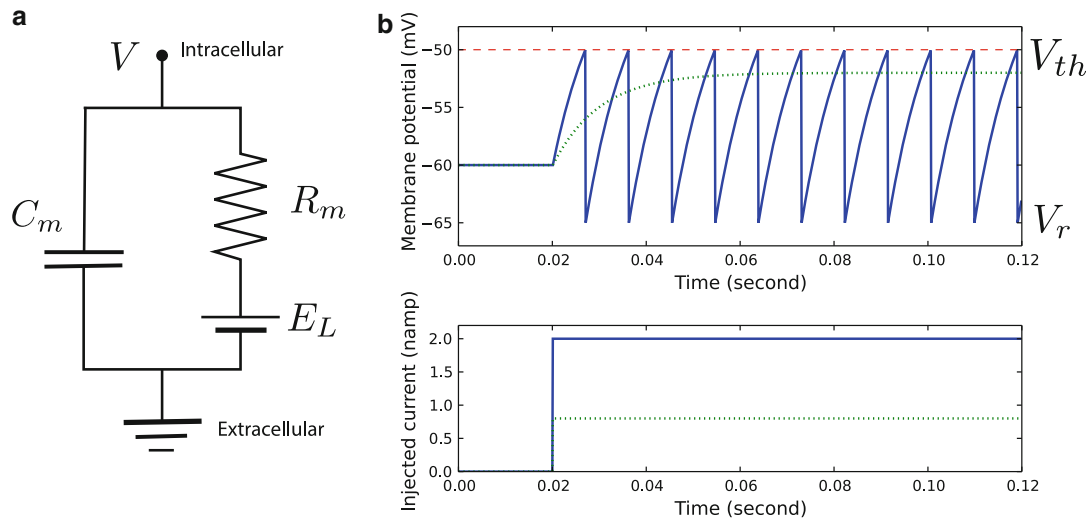 a
V Intracellular
C_m
R_m
E_L
Extracellular
b
Membrane potential (mV)
−50
−55
−60
−65
V_{th}
V_r
0.00 0.02 0.04 0.06 0.08 0.10 0.12
Time (second)
Injected current (namp)
2.0
1.5
1.0
0.5
0.0
0.00 0.02 0.04 0.06 0.08 0.10 0.12
Time (second)